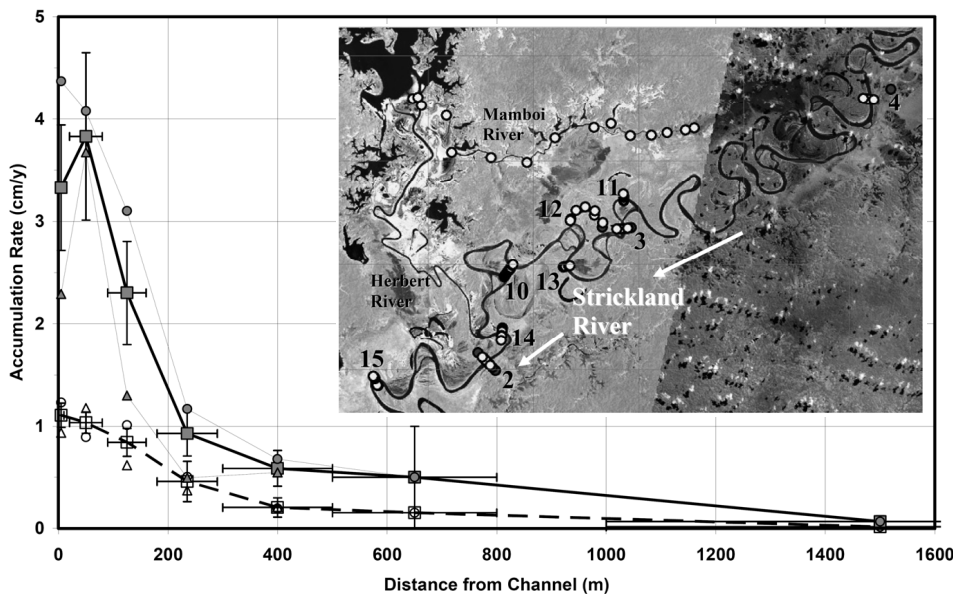 5
4
3
2
1
0
Accumulation Rate (cm/y)
0 200 400 600 800 1000 1200 1400 1600
Distance from Channel (m)
Mamboi
River
4
11
12
3
13
10
Herbert
River
Strickland
River
14
15
2